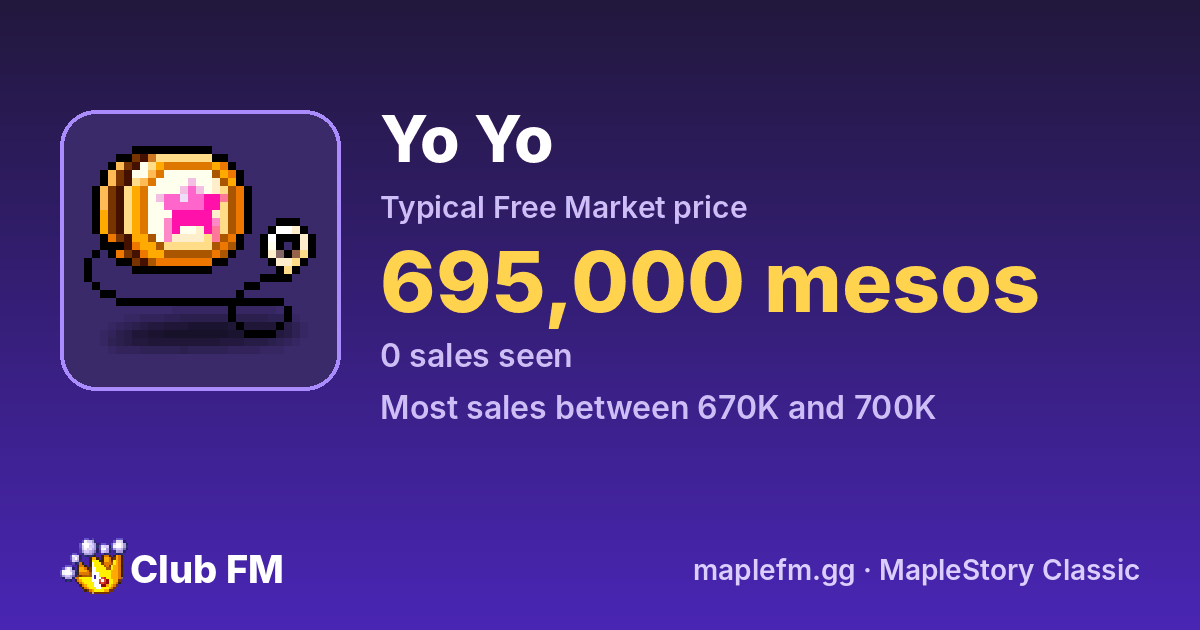 Yo Yo
Typical Free Market price
695,000 mesos
0 sales seen
Most sales between 670K and 700K
Club FM
maplefm.gg · MapleStory Classic